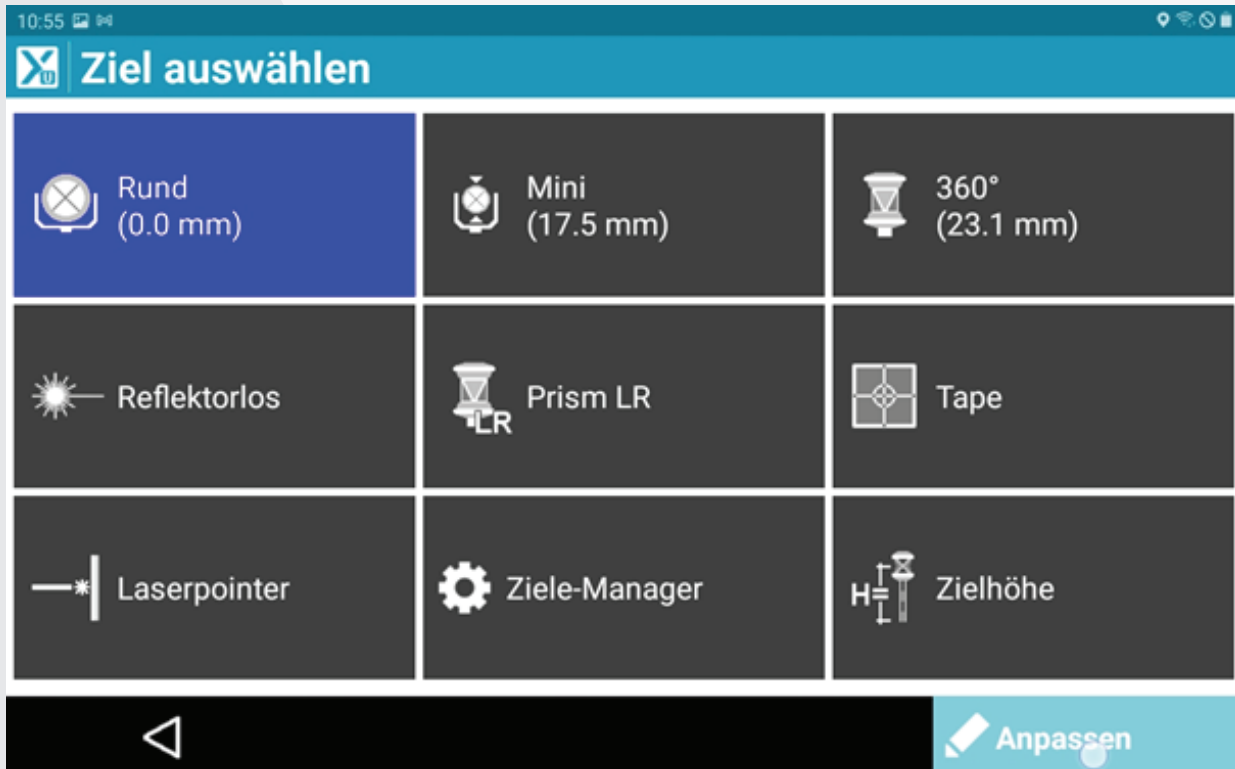 10:55
Ziel auswählen
Rund
(0.0 mm)
Mini
(17.5 mm)
360°
(23.1 mm)
Reflektorlos
LR
Prism LR
Tape
Laserpointer
Ziele-Manager
H=
Zielhöhe
Anpassen